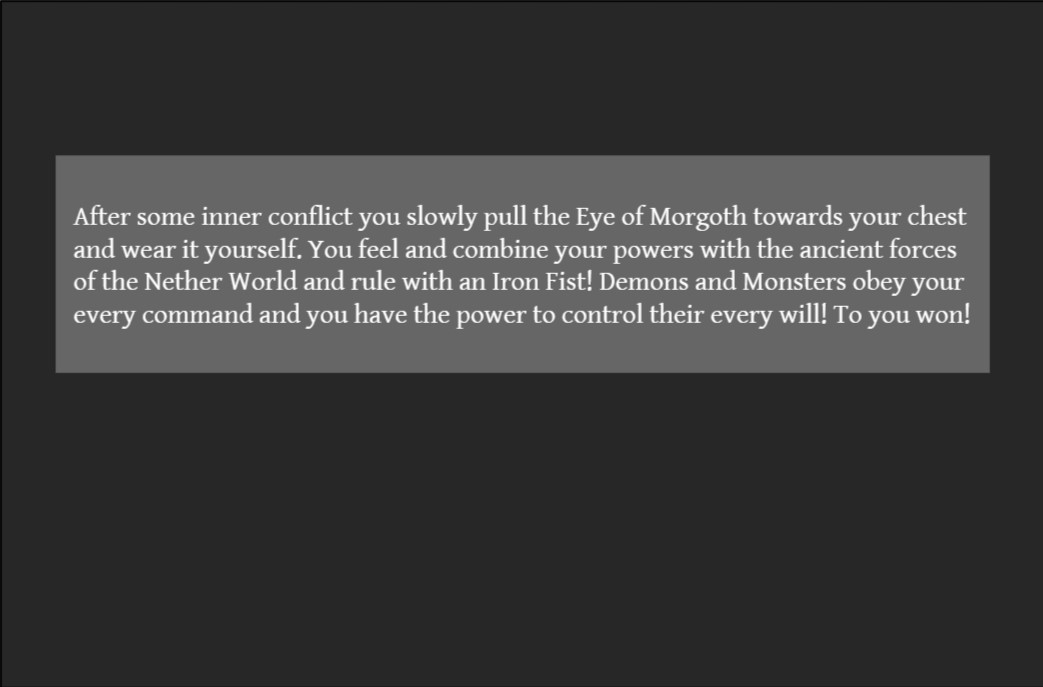 After some inner conflict you slowly pull the Eye of Morgoth towards your chest
and wear it yourself. You feel and combine your powers with the ancient forces
of the Nether World and rule with an Iron Fist! Demons and Monsters obey your
every command and you have the power to control their every will! To you won!